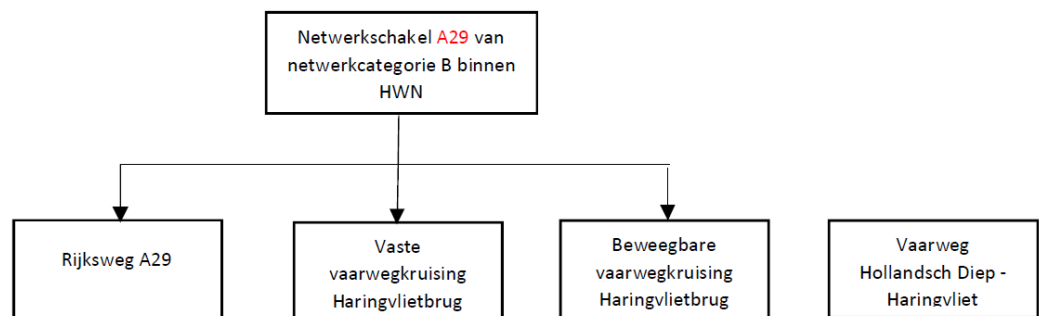 Netwerkschakel A29 van
netwerkcategorie B binnen
HWN
Rijksweg A29
Vaste
vaarwegkruising
Haringvlietbrug
Beweegbare
vaarwegkruising
Haringvlietbrug
Vaarweg
Hollandsch Diep -
Haringvliet